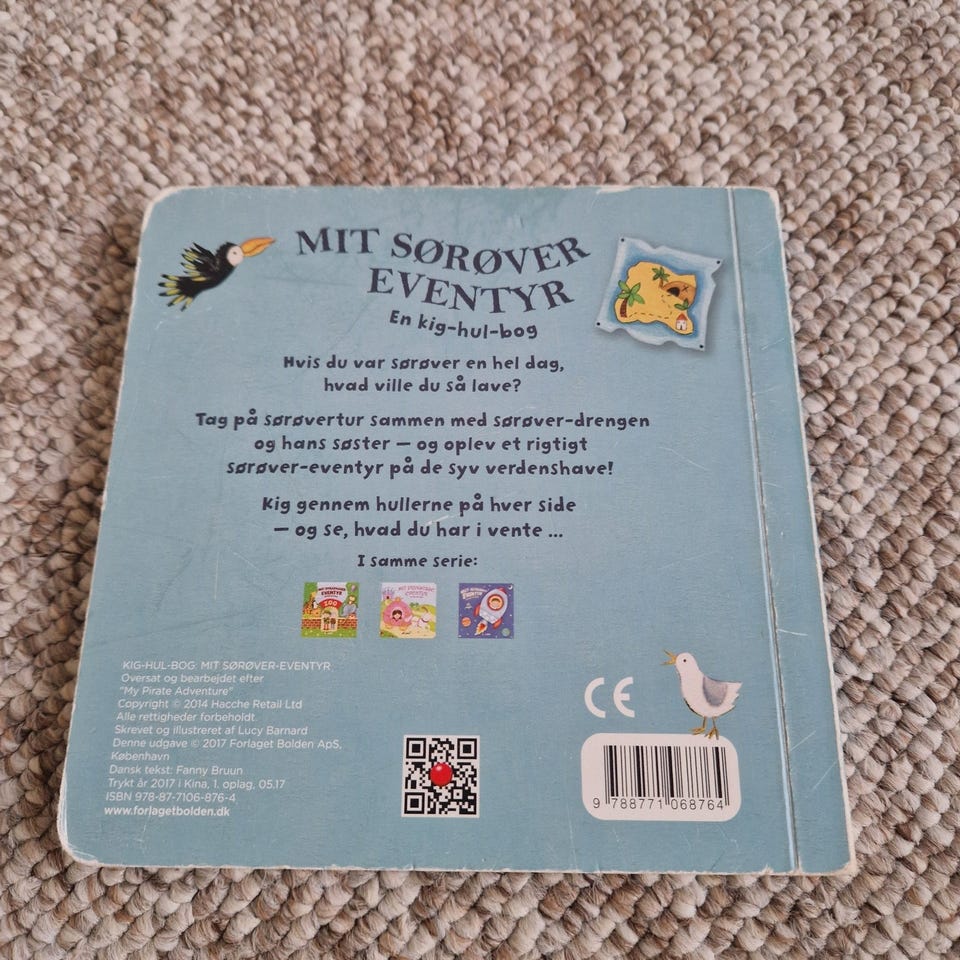 MIT SØRØVER
EVENTYR
En kig-hul-bog
Hvis du var sørøver en hel dag,
hvad ville du så lave?
Tag på sørøvertur sammen med sørøver-drengen
og hans søster – og oplev et rigtigt
sørøver-eventyr på de syv verdenshave!
Kig gennem hullerne på hver side
– og se, hvad du har i vente ...
I samme serie:
EVENTYR
ZOO
EVENTYR
EVENTYR
KIG-HUL-BOG: MIT SØRØVER-EVENTYR
Oversat og bearbejdet efter
"My Pirate Adventure"
Copyright © 2014 Hacche Retail Ltd
Alle rettigheder forbeholdt
Skrevet og illustreret af Lucy Barnard
Denne udgave © 2017 Forlaget Bolden ApS,
København
Dansk tekst: Fanny Bruun
Trykt år 2017 i Kina, 1. oplag, 05.17
ISBN 978-87-7106-876-4
www.forlagetbolden.dk
CE
9 788771 068764